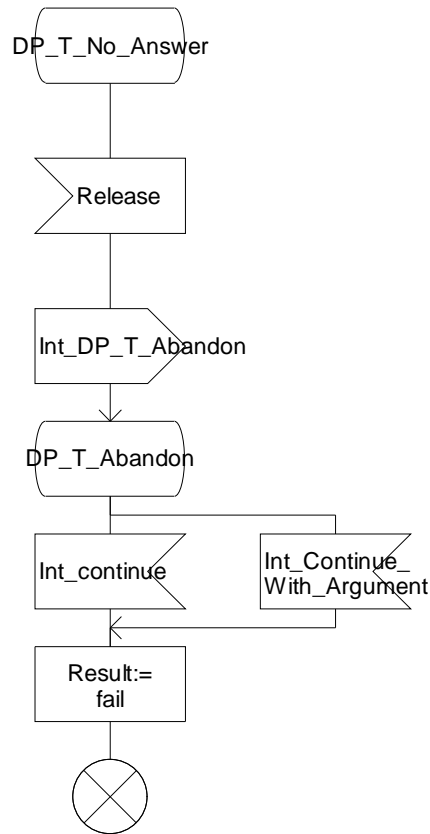 DP_T_No_Answer
Release
Int_DP_T_Abandon
DP_T_Abandon
Int_continue
Int_Continue_
With_Argument
Result:=
fail